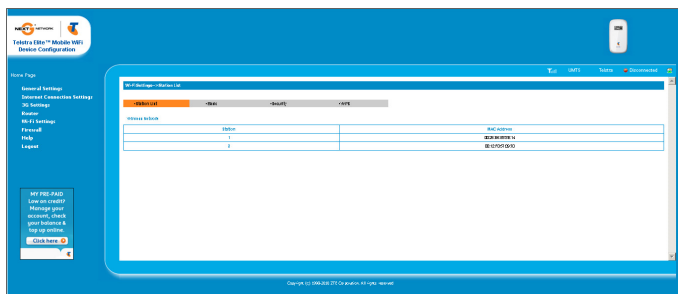 NEXT G NETWORK
Telstra Elite™ Mobile WiFi
Device Configuration
UMTS Telstra Disconnected
Home Page
General Settings
Internet Connection Settings
3G Settings
Router
Wi-Fi Settings
Firewall
Help
Logout
Wi-Fi Settings-->Station List
Station List Basic Security WPS
Wireless Network
Station MAC Address
1
2
MY PRE-PAID
Low on credit?
Manage your
account, check
your balance &
top up online.
Click here
Copyright (c) 1998-2010 ZTE Corporation. All rights reserved